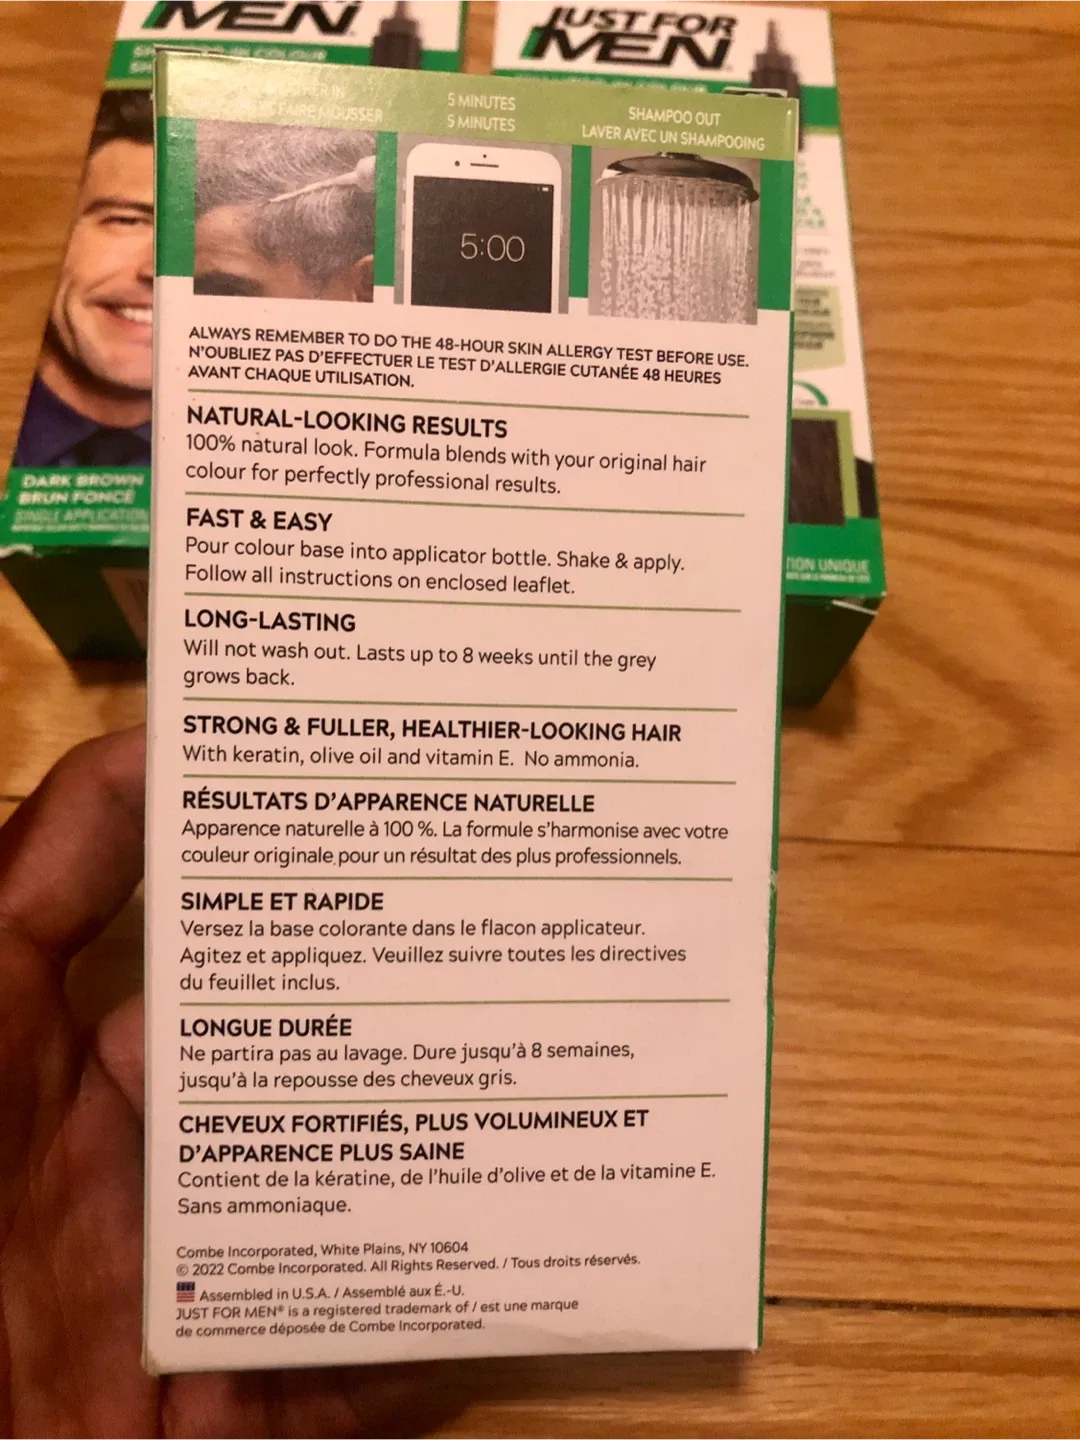 MEN
JUST FOR
MEN
IN
FAIRE MOUSSER
5 MINUTES
5 MINUTES
SHAMPOO OUT
LAVER AVEC UN SHAMPOOING
5:00
ALWAYS REMEMBER TO DO THE 48-HOUR SKIN ALLERGY TEST BEFORE USE.
N'OUBLIEZ PAS D'EFFECTUER LE TEST D'ALLERGIE CUTANÉE 48 HEURES
AVANT CHAQUE UTILISATION.
NATURAL-LOOKING RESULTS
100% natural look. Formula blends with your original hair
colour for perfectly professional results.
FAST & EASY
Pour colour base into applicator bottle. Shake & apply.
Follow all instructions on enclosed leaflet.
LONG-LASTING
Will not wash out. Lasts up to 8 weeks until the grey
grows back.
STRONG & FULLER, HEALTHIER-LOOKING HAIR
With keratin, olive oil and vitamin E. No ammonia.
RÉSULTATS D'APPARENCE NATURELLE
Apparence naturelle à 100 %. La formule s'harmonise avec votre
couleur originale pour un résultat des plus professionnels.
SIMPLE ET RAPIDE
Versez la base colorante dans le flacon applicateur.
Agitez et appliquez. Veuillez suivre toutes les directives
du feuillet inclus.
LONGUE DURÉE
Ne partira pas au lavage. Dure jusqu'à 8 semaines,
jusqu'à la repousse des cheveux gris.
CHEVEUX FORTIFIÉS, PLUS VOLUMINEUX ET
D'APPARENCE PLUS SAINE
Contient de la kératine, de l'huile d'olive et de la vitamine E.
Sans ammoniaque.
Combe Incorporated, White Plains, NY 10604
© 2022 Combe Incorporated. All Rights Reserved. / Tous droits réservés.
Assembled in U.S.A. / Assemblé aux É.-U.
JUST FOR MEN® is a registered trademark of / est une marque
de commerce déposée de Combe Incorporated.
DARK BROWN
BRUN FONCÉ
SINGLE APPLICATION
TION UNIQUE